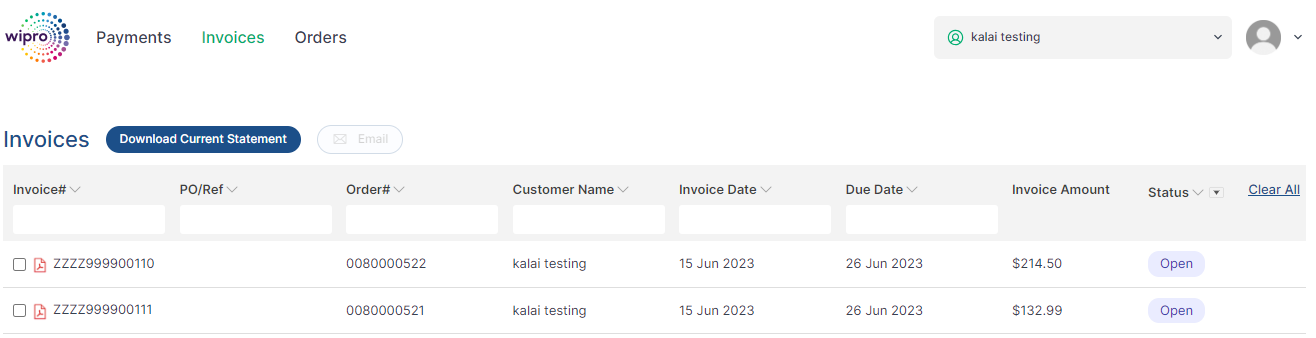 wipro Payments Invoices Orders kalai testing
Invoices Download Current Statement Email
Invoice# PO/Ref Order# Customer Name Invoice Date Due Date Invoice Amount Status Clear All
ZZZZ999900110 0080000522 kalai testing 15 Jun 2023 26 Jun 2023 $214.50 Open
ZZZZ999900111 0080000521 kalai testing 15 Jun 2023 26 Jun 2023 $132.99 Open